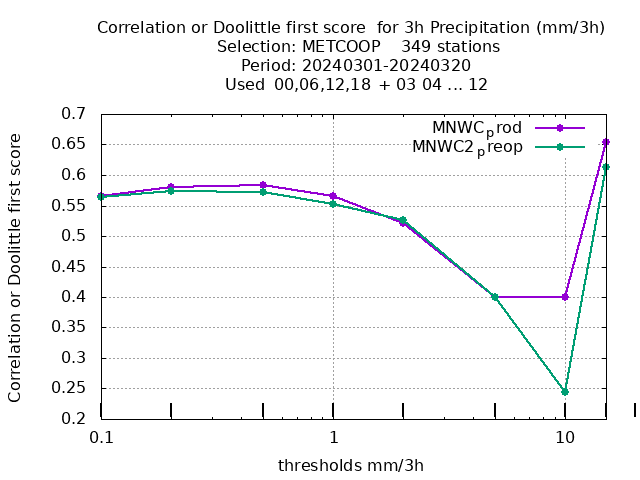 Correlation or Doolittle first score  for 3h Precipitation (mm/3h)
Selection: METCOOP    349 stations
Period: 20240301-20240320
Used  00,06,12,18  + 03 04 ... 12
MNWC_prod
MNWC2_preop
0.7
0.65
0.6
0.55
0.5
0.45
0.4
0.35
0.3
0.25
0.2
Correlation or Doolittle first score
0.1
1
10
thresholds mm/3h